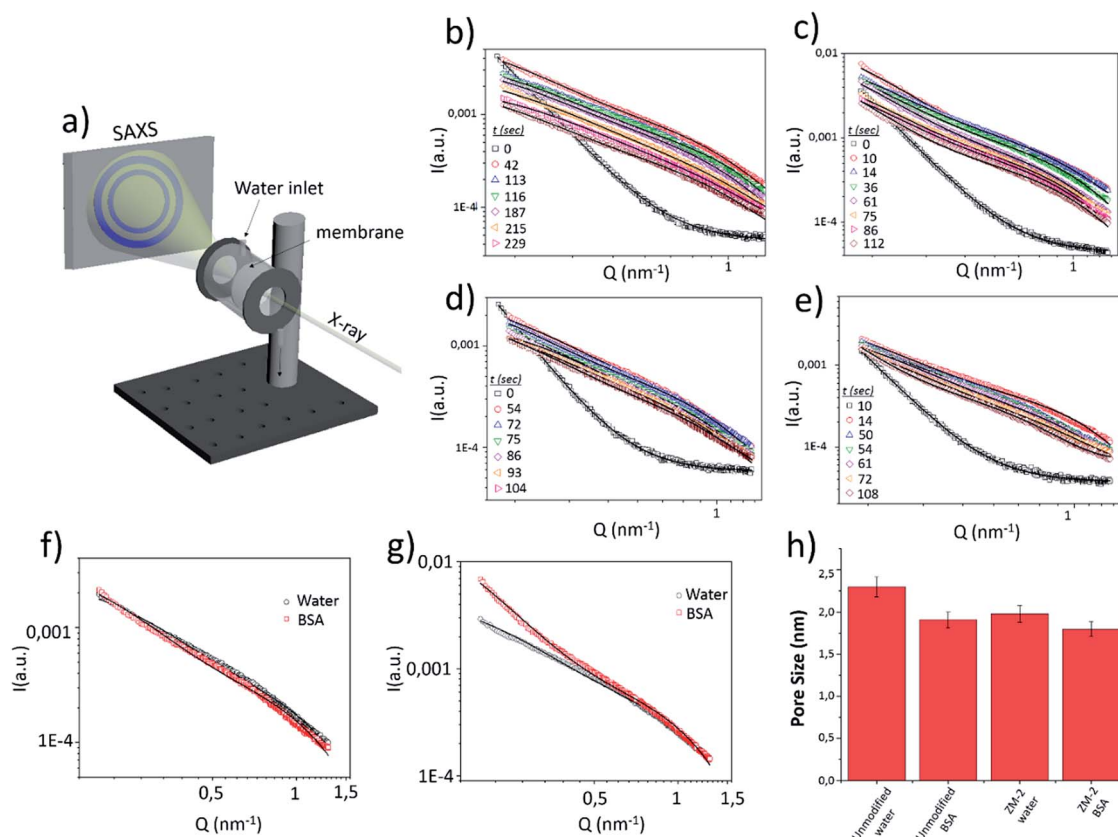 a)
SAXS
Water inlet
membrane
X-ray
b)
I(a.u.)
0,001
1E-4
t (sec)
0
42
113
116
187
215
229
1
Q (nm-1)
c)
I(a.u.)
0,01
0,001
1E-4
t (sec)
0
10
14
36
61
75
86
112
1
Q (nm-1)
d)
I(a.u.)
0,001
1E-4
t (sec)
0
54
72
75
86
93
104
1
Q (nm-1)
e)
I(a.u.)
0,001
1E-4
t (sec)
10
14
50
54
61
72
108
1
Q (nm-1)
f)
I(a.u.)
0,001
1E-4
Water
BSA
0,5 1 1,5
Q (nm-1)
g)
I(a.u.)
0,01
0,001
1E-4
Water
BSA
0,5 1 1,5
Q (nm-1)
h)
Pore Size (nm)
2,5
2,0
1,5
1,0
0,5
0,0
Unmodified
water
Unmodified
BSA
ZM-2
water
ZM-2
BSA